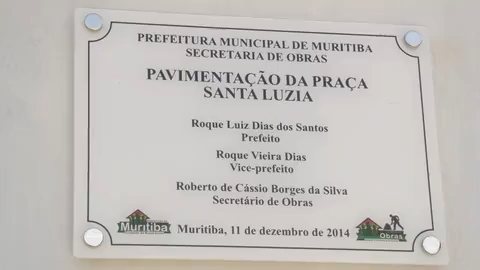 PREFEITURA MUNICIPAL DE MURITIBA
SECRETARIA DE OBRAS
PAVIMENTAÇÃO DA PRAÇA
SANTA LUZIA
Roque Luiz Dias dos Santos
Prefeito
Roque Vieira Dias
Vice-prefeito
Roberto de Cássio Borges da Silva
Secretário de Obras
Muritiba
Muritiba, 11 de dezembro de 2014
Obras